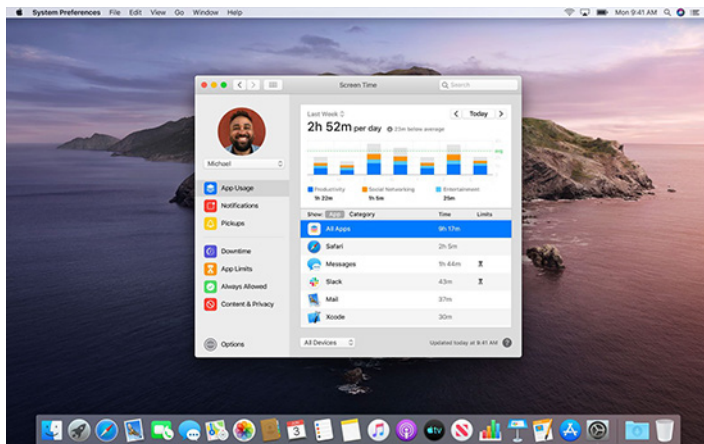 System Preferences File Edit View Go Window Help Mon 9:41 AM
Screen Time Search
Last Week Today
2h 52m per day 23m below average
Michael
App Usage
Notifications
Pickups
Downtime
App Limits
Always Allowed
Content & Privacy
Options
Productivity Social Networking Entertainment
1h 22m 1h 5m 25m
Show: App Category Time Limits
All Apps 9h 17m
Safari 2h 5m
Messages 1h 44m
Slack 43m
Mail 37m
Xcode 30m
All Devices Updated today at 9:41 AM ?
3
tv